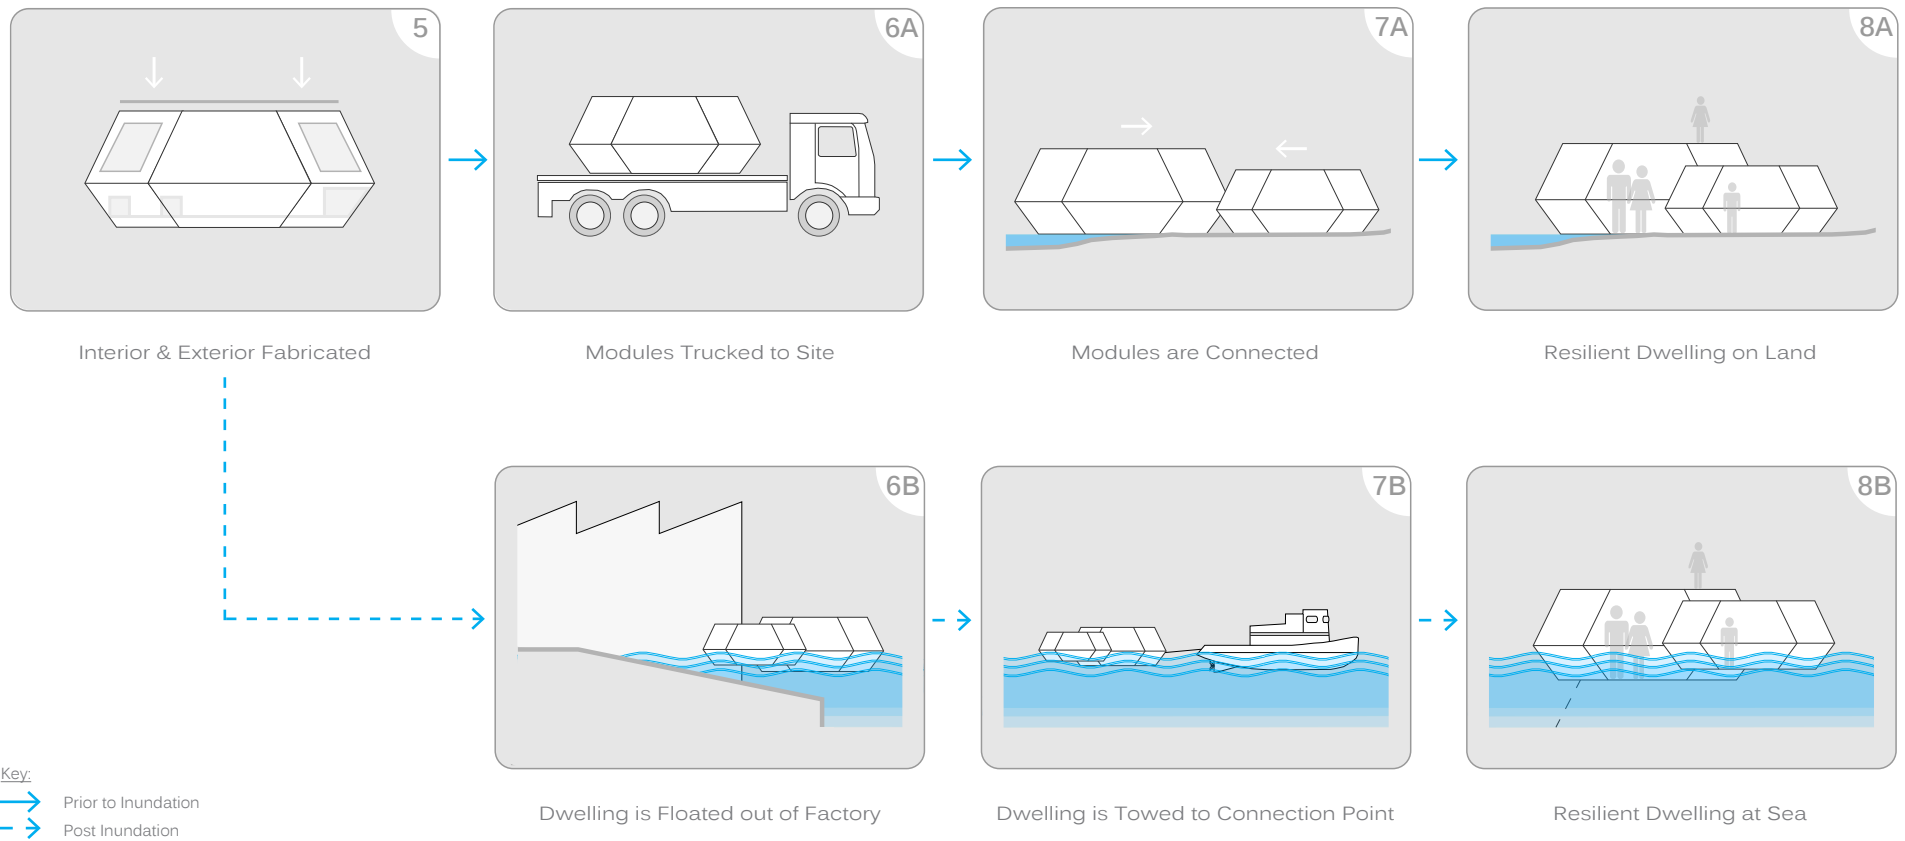 5
6A
7A
8A
Interior & Exterior Fabricated
Modules Trucked to Site
Modules are Connected
Resilient Dwelling on Land
6B
7B
8B
Dwelling is Floated out of Factory
Dwelling is Towed to Connection Point
Resilient Dwelling at Sea
Key:
Prior to Inundation
Post Inundation